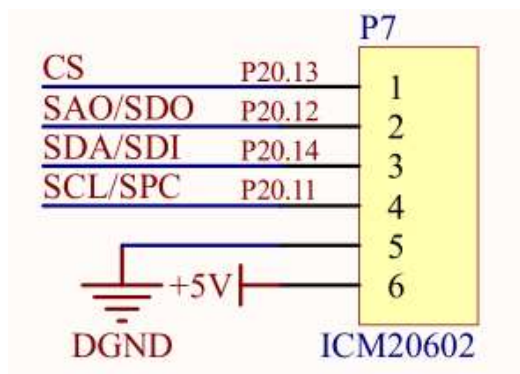 P7
CS P20.13 1
SAO/SDO P20.12 2
SDA/SDI P20.14 3
SCL/SPC P20.11 4
5
+5V 6
DGND ICM20602